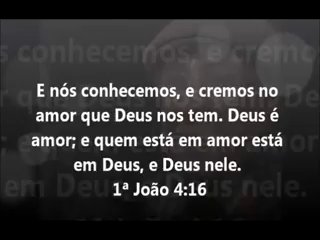 E nós conhecemos, e cremos no
amor que Deus nos tem. Deus é
amor; e quem está em amor está
em Deus, e Deus nele.
1ª João 4:16